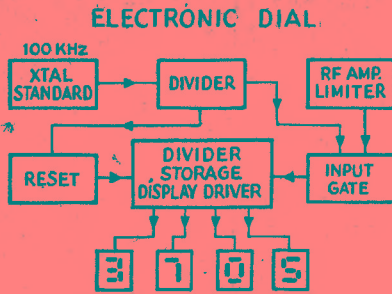 ELECTRONIC DIAL
100 KHz
XTAL
STANDARD
DIVIDER
RF AMP.
LIMITER
RESET
DIVIDER
STORAGE
DISPLAY DRIVER
INPUT
GATE
3 7 0 5